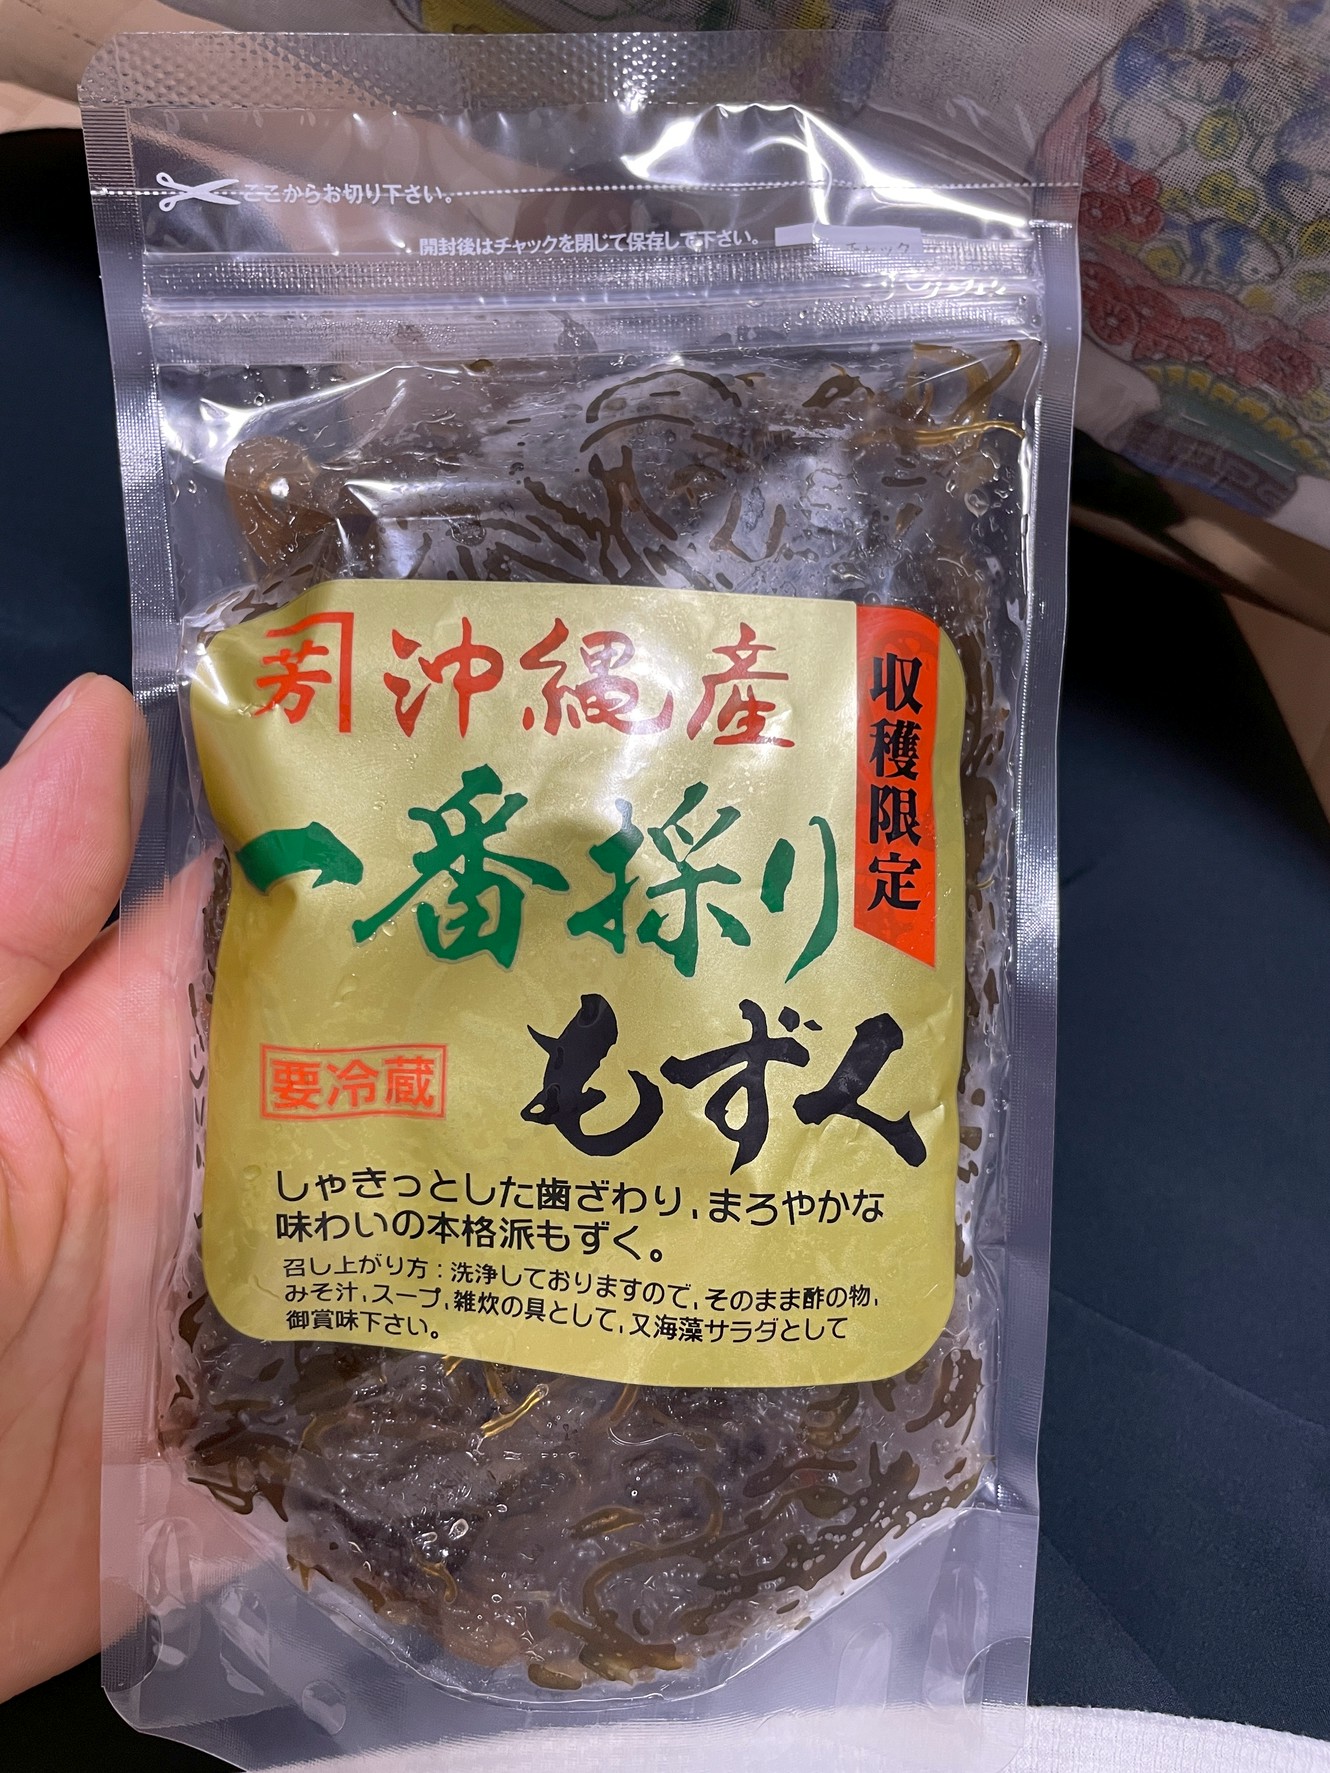 ここからお切り下さい。
開封後はチャックを閉じて保存して下さい。
チャック
芳
沖縄産
収穫限定
一番採り
もずく
要冷蔵
しゃきっとした歯ざわり、まろやかな
味わいの本格派もずく。
召し上がり方：洗浄しておりますので、そのまま酢の物、
みそ汁、スープ、雑炊の具として、又海藻サラダとして
御賞味下さい。